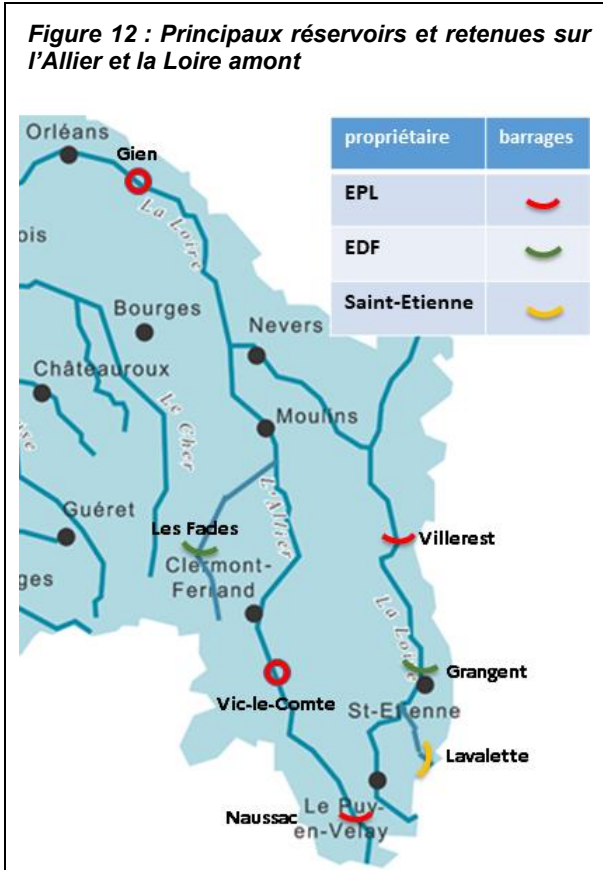 Figure 12 : Principaux réservoirs et retenues sur
l'Allier et la Loire amont
propriétaire barrages
EPL
EDF
Saint-Etienne
Orléans
Gien
La Loire
ois
Bourges
Nevers
Châteauroux
Le Cher
Moulins
xe
Guéret
Les Fades
L'Allier
Villerest
ges
Clermont-
Ferrand
La Loire
Grangent
Vic-le-Comte
St-Etienne
Lavalette
Naussac
Le Puy-
en-Velay